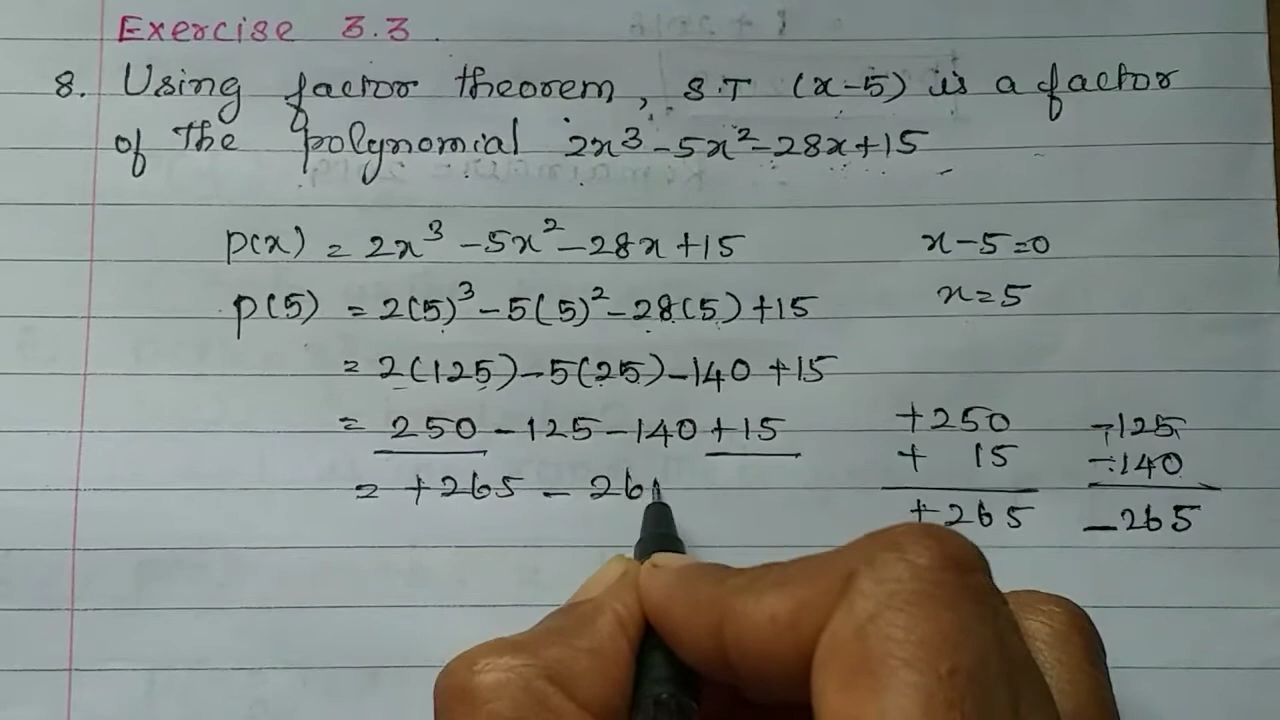 Exercise 3.3.
8. Using factor theorem, S.T (x-5) is a factor
of the polynomial 2x³-5x²-28x+15
p(x) = 2x³-5x²-28x+15
x-5=0
p(5) = 2(5)³-5(5)²-28(5)+15
x=5
= 2(125)-5(25)-140+15
= 250-125-140+15
= +265-26
+250
+ 15
+265
-125
-140
-265